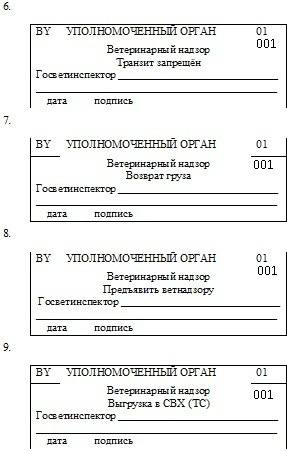 6.
BY УПОЛНОМОЧЕННЫЙ ОРГАН 01
001
Ветеринарный надзор
Транзит запрещён
Госветинспектор
дата подпись
7.
BY УПОЛНОМОЧЕННЫЙ ОРГАН 01
Ветеринарный надзор 001
Возврат груза
Госветинспектор
дата подпись
8.
BY УПОЛНОМОЧЕННЫЙ ОРГАН 01
Ветеринарный надзор 001
Предъявить ветнадзору
Госветинспектор
дата подпись
9.
BY УПОЛНОМОЧЕННЫЙ ОРГАН 01
Ветеринарный надзор 001
Выгрузка в СВХ (ТС)
Госветинспектор
дата подпись